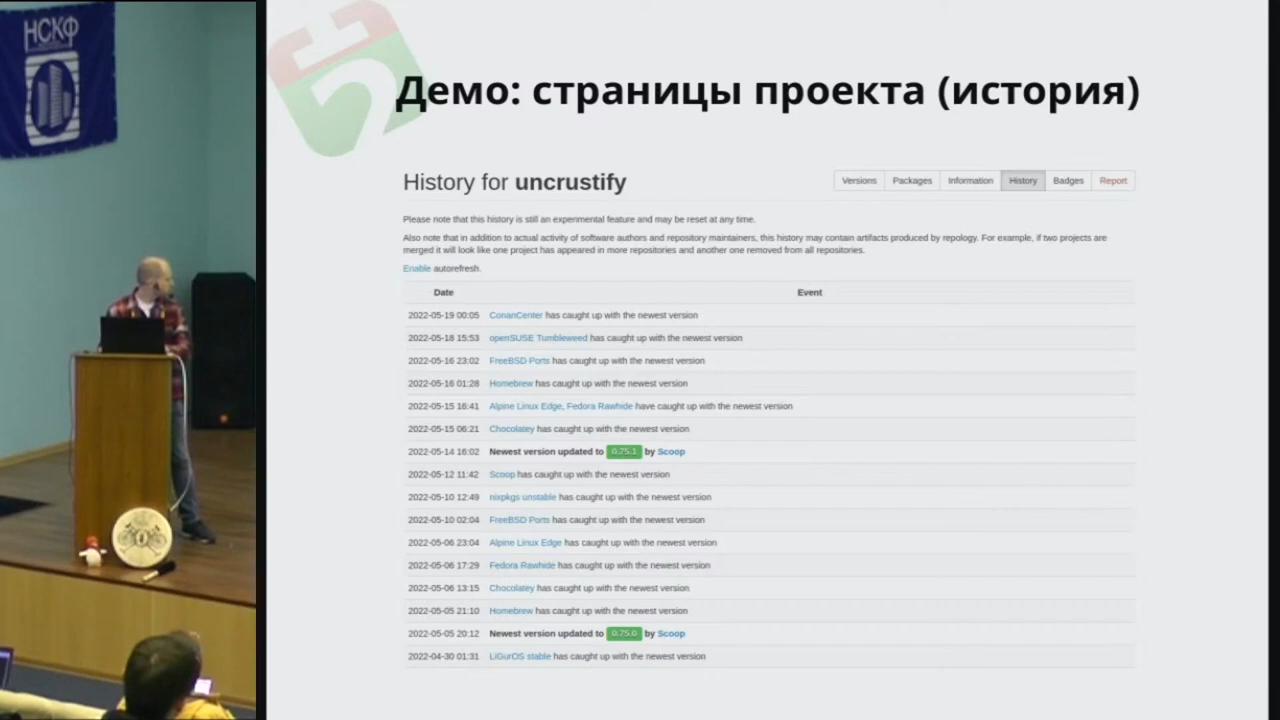 НСКФ
Демо: страницы проекта (история)
History for uncrustify
Versions Packages Information History Badges Report
Please note that this history is still an experimental feature and may be reset at any time.
Also note that in addition to actual activity of software authors and repository maintainers, this history may contain artifacts produced by repology. For example, if two projects are
merged it will look like one project has appeared in more repositories and another one removed from all repositories.
Enable autorefresh.
Date Event
2022-05-19 00:05 ConanCenter has caught up with the newest version
2022-05-18 15:53 openSUSE Tumbleweed has caught up with the newest version
2022-05-16 23:02 FreeBSD Ports has caught up with the newest version
2022-05-16 01:28 Homebrew has caught up with the newest version
2022-05-15 16:41 Alpine Linux Edge, Fedora Rawhide have caught up with the newest version
2022-05-15 06:21 Chocolatey has caught up with the newest version
2022-05-14 16:02 Newest version updated to 0.75.1 by Scoop
2022-05-12 11:42 Scoop has caught up with the newest version
2022-05-10 12:49 nixpkgs unstable has caught up with the newest version
2022-05-10 02:04 FreeBSD Ports has caught up with the newest version
2022-05-06 23:04 Alpine Linux Edge has caught up with the newest version
2022-05-06 17:29 Fedora Rawhide has caught up with the newest version
2022-05-06 13:15 Chocolatey has caught up with the newest version
2022-05-05 21:10 Homebrew has caught up with the newest version
2022-05-05 20:12 Newest version updated to 0.75.0 by Scoop
2022-04-30 01:31 LiGurOS stable has caught up with the newest version